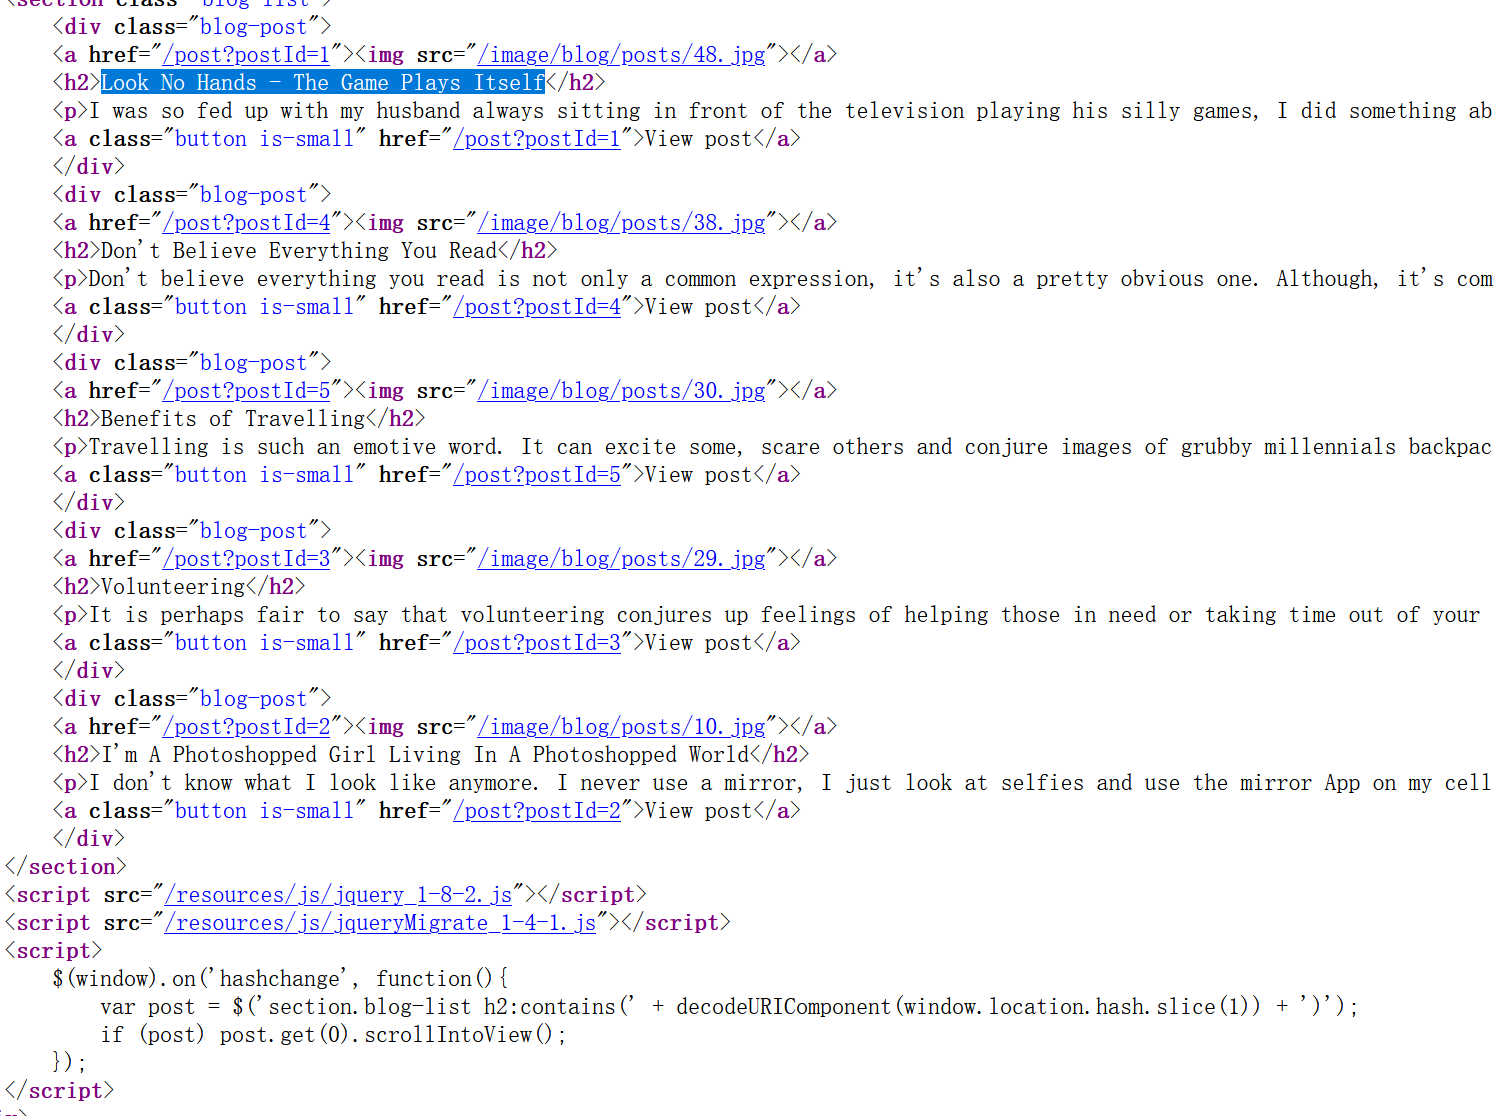 <section class="blog-list">
<div class="blog-post">
<a href="/post?postId=1"><img src="/image/blog/posts/48.jpg"></a>
<h2>Look No Hands - The Game Plays Itself</h2>
<p>I was so fed up with my husband always sitting in front of the television playing his silly games, I did something ab
<a class="button is-small" href="/post?postId=1">View post</a>
</div>
<div class="blog-post">
<a href="/post?postId=4"><img src="/image/blog/posts/38.jpg"></a>
<h2>Don't Believe Everything You Read</h2>
<p>Don't believe everything you read is not only a common expression, it's also a pretty obvious one. Although, it's com
<a class="button is-small" href="/post?postId=4">View post</a>
</div>
<div class="blog-post">
<a href="/post?postId=5"><img src="/image/blog/posts/30.jpg"></a>
<h2>Benefits of Travelling</h2>
<p>Travelling is such an emotive word. It can excite some, scare others and conjure images of grubby millennials backpac
<a class="button is-small" href="/post?postId=5">View post</a>
</div>
<div class="blog-post">
<a href="/post?postId=3"><img src="/image/blog/posts/29.jpg"></a>
<h2>Volunteering</h2>
<p>It is perhaps fair to say that volunteering conjures up feelings of helping those in need or taking time out of your
<a class="button is-small" href="/post?postId=3">View post</a>
</div>
<div class="blog-post">
<a href="/post?postId=2"><img src="/image/blog/posts/10.jpg"></a>
<h2>I'm A Photoshopped Girl Living In A Photoshopped World</h2>
<p>I don't know what I look like anymore. I never use a mirror, I just look at selfies and use the mirror App on my cell
<a class="button is-small" href="/post?postId=2">View post</a>
</div>
</section>
<script src="/resources/js/jquery_1-8-2.js"></script>
<script src="/resources/js/jqueryMigrate_1-4-1.js"></script>
<script>
$(window).on('hashchange', function(){
var post = $('section.blog-list h2:contains(' + decodeURIComponent(window.location.hash.slice(1)) + ')');
if (post) post.get(0).scrollIntoView();
});
</script>